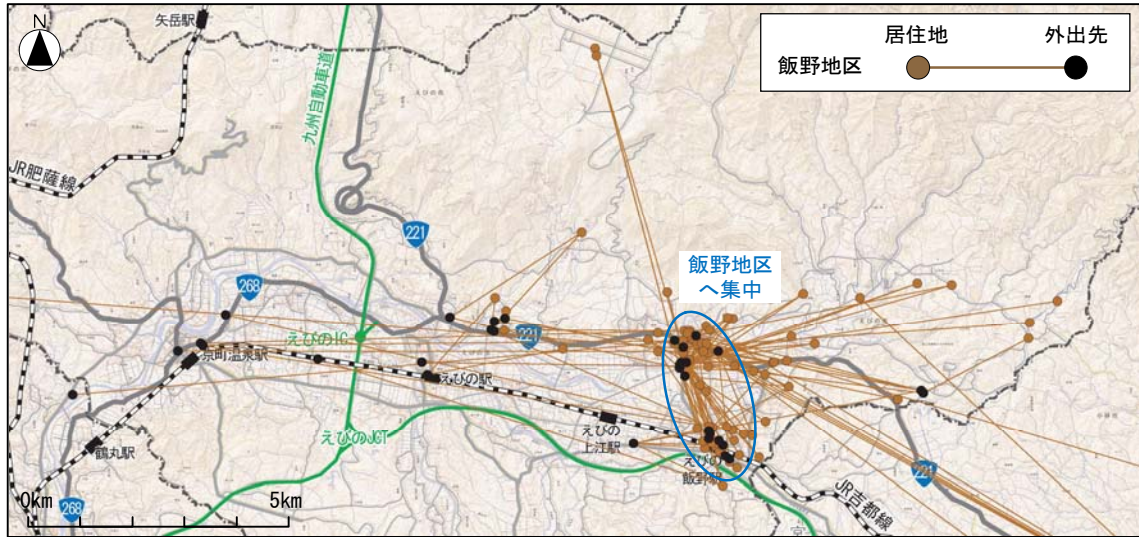 N
矢岳駅
居住地
外出先
飯野地区
九州自動車道
JR肥薩線
221
268
飯野地区
へ集中
えびのIC
221
京町温泉駅
えびの駅
えびのJCT
えびの
上江駅
えびの
飯野駅
鶴丸駅
221
0km
5km
268
JR吉都線